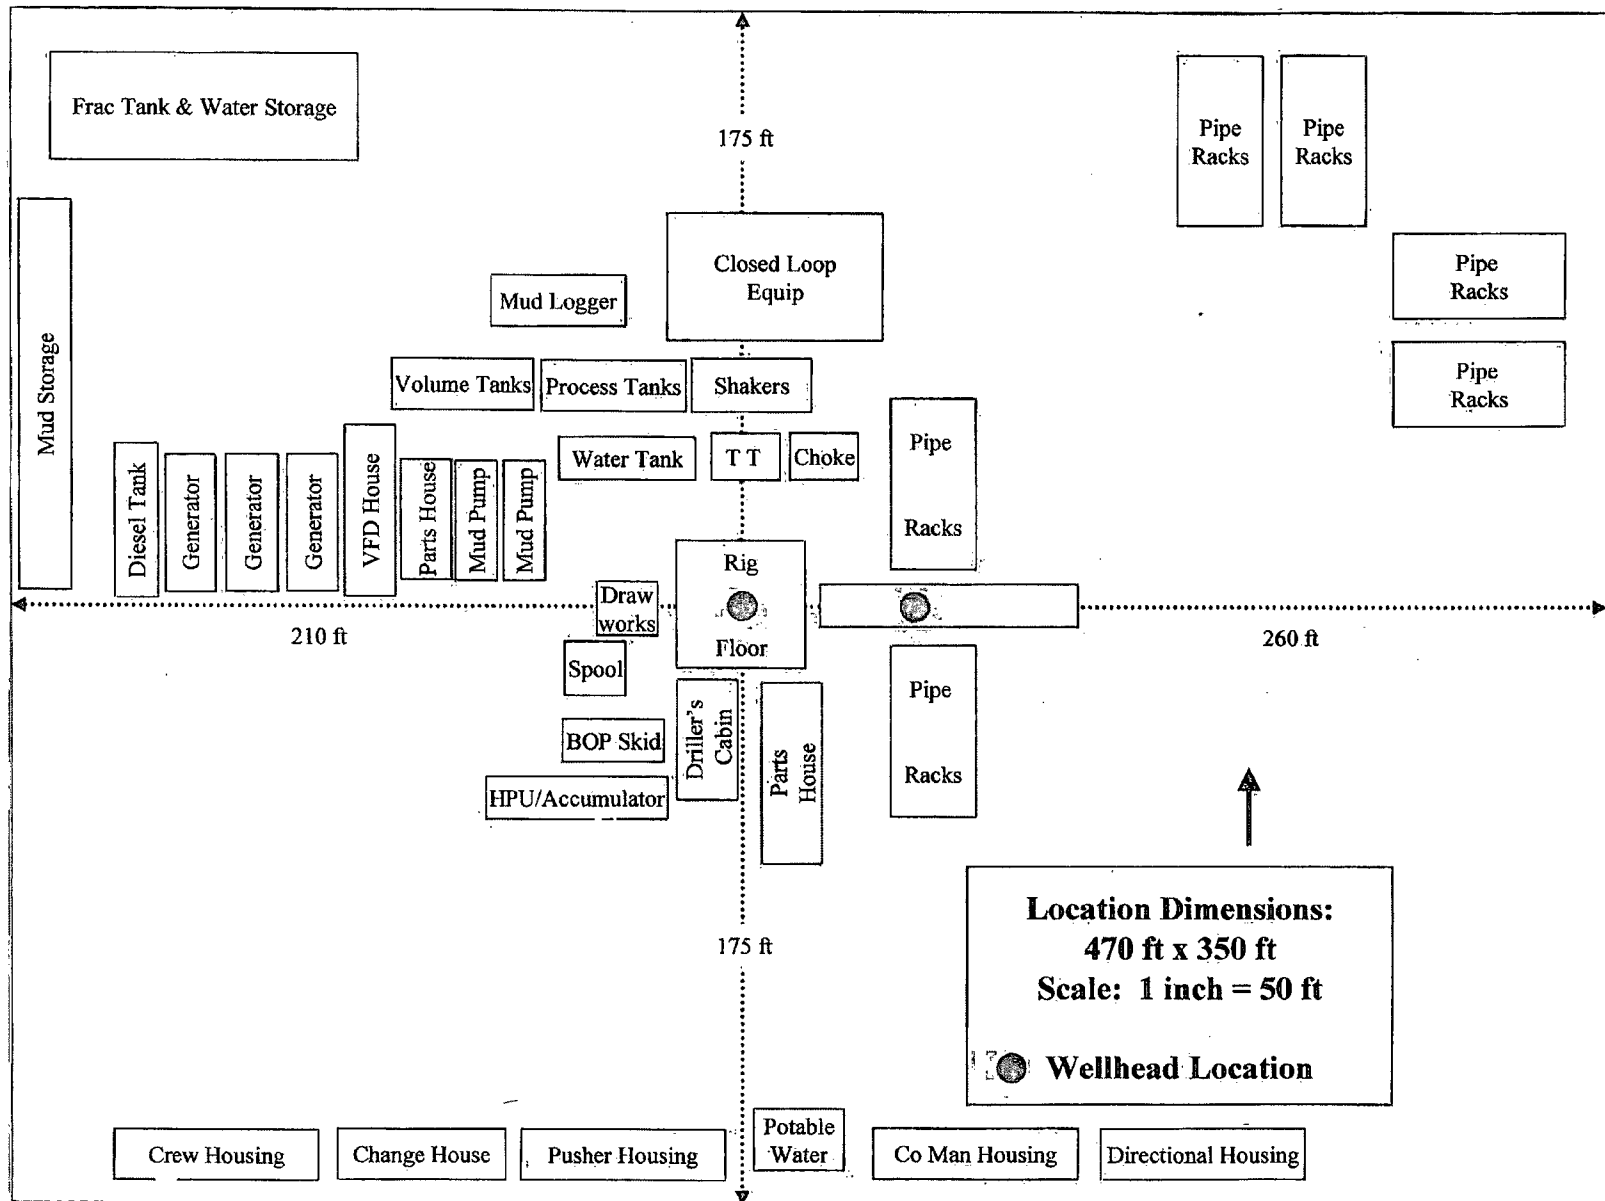 Frac Tank & Water Storage
175 ft
Pipe
Racks
Pipe
Racks
Mud Storage
Closed Loop
Equip
Mud Logger
Pipe
Racks
Pipe
Racks
Volume Tanks
Process Tanks
Shakers
Diesel Tank
Generator
Generator
Generator
VFD House
Parts House
Mud Pump
Mud Pump
Water Tank
T T
Choke
Pipe
Racks
Rig
Floor
Draw
works
210 ft
260 ft
Spool
Driller's
Cabin
Parts
House
Pipe
Racks
BOP Skid
HPU/Accumulator
175 ft
Location Dimensions:
470 ft x 350 ft
Scale: 1 inch = 50 ft
Wellhead Location
Crew Housing
Change House
Pusher Housing
Potable
Water
Co Man Housing
Directional Housing